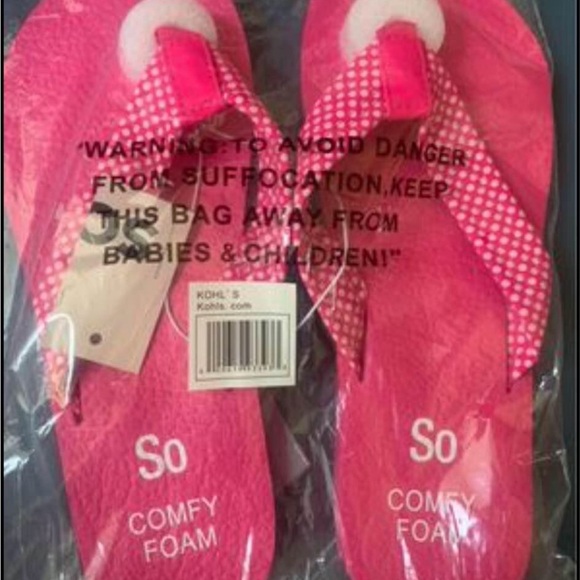 "WARNING:TO AVOID DANGER
FROM SUFFOCATION,KEEP
THIS BAG AWAY FROM
BABIES & CHILDREN!"
KOHL'S
Kohls.com
So
COMFY
FOAM
So
COMFY
FOAM